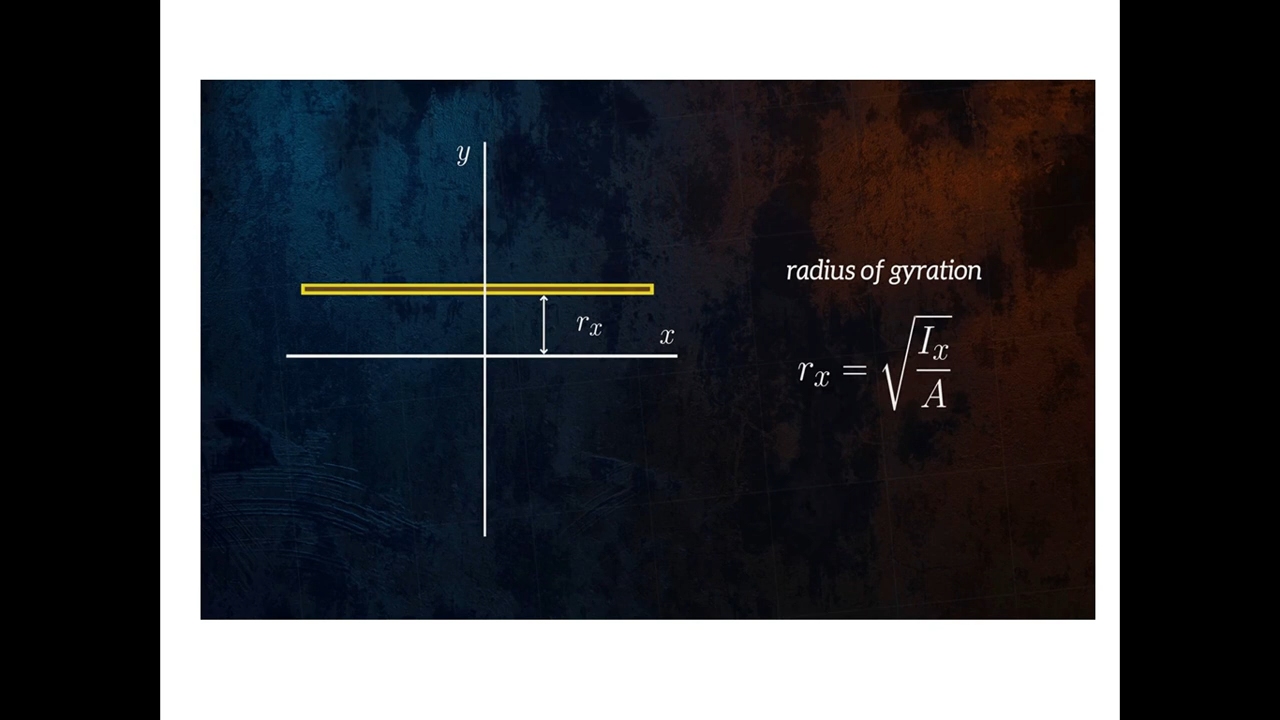 y
r_x
x
radius of gyration
r_x = √(I_x/A)